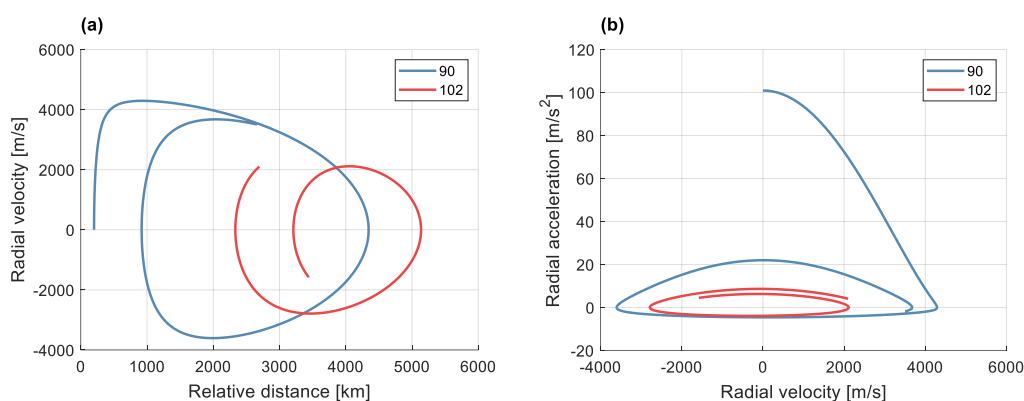 (a)
6000
4000
2000
0
-2000
-4000
0 1000 2000 3000 4000 5000 6000
Radial velocity [m/s]
Relative distance [km]
90
102
(b)
120
100
80
60
40
20
0
-20
-4000 -2000 0 2000 4000 6000
Radial acceleration [m/s²]
Radial velocity [m/s]
90
102